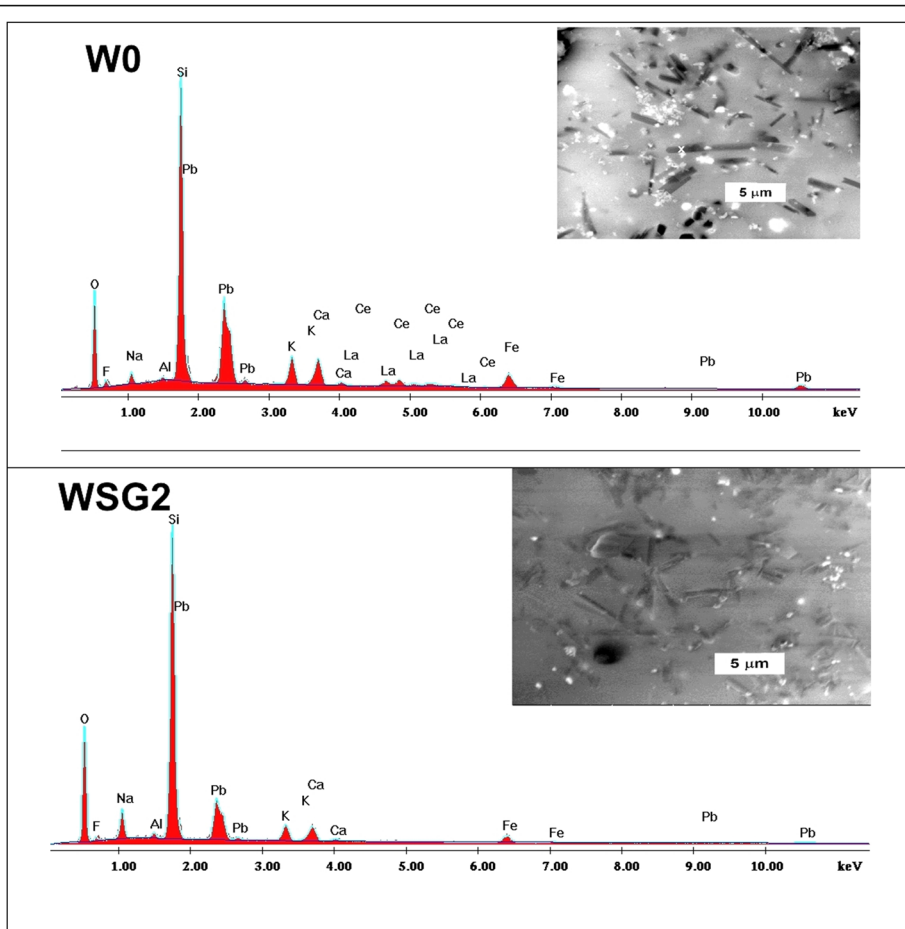 W0
Si
Pb
O
F
Na
Al
Pb
Pb
K
K
Ca
Ca
La
Ce
La
Ce
La
Ce
La
Ce
La
Ce
Fe
Fe
Pb
Pb
x
5 μm
1.00 2.00 3.00 4.00 5.00 6.00 7.00 8.00 9.00 10.00 keV
WSG2
Si
Pb
O
F
Na
Al
Pb
Pb
K
K
Ca
Ca
Fe
Fe
Pb
Pb
5 μm
1.00 2.00 3.00 4.00 5.00 6.00 7.00 8.00 9.00 10.00 keV